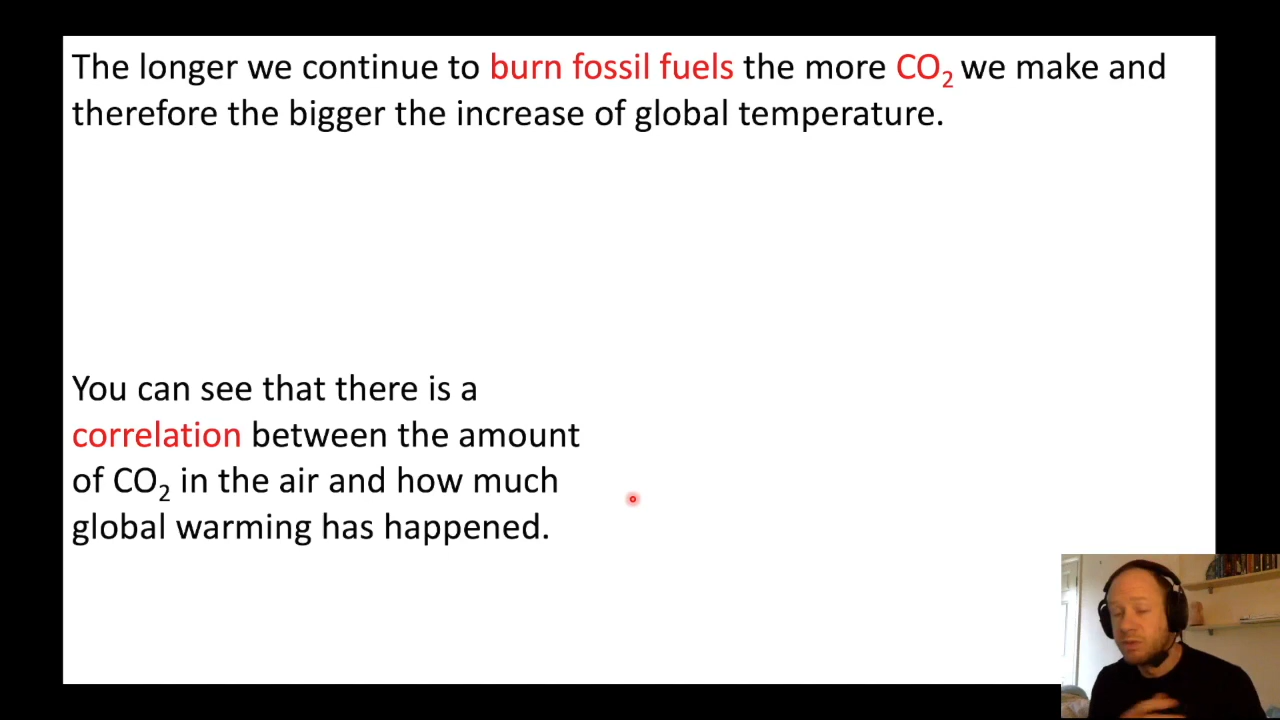 The longer we continue to burn fossil fuels the more CO₂ we make and
therefore the bigger the increase of global temperature.
You can see that there is a
correlation between the amount
of CO₂ in the air and how much
global warming has happened.